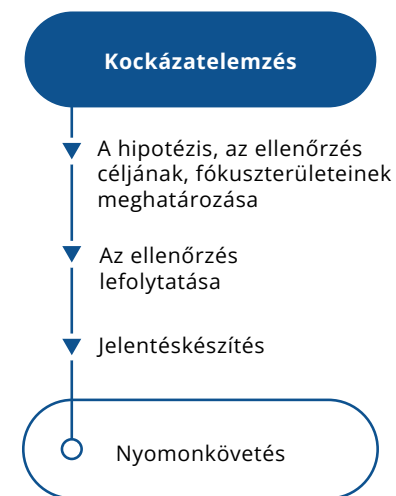 Kockázatelemzés
A hipotézis, az ellenőrzés
céljának, fókuszterületeinek
meghatározása
Az ellenőrzés
lefolytatása
Jelentéskészítés
Nyomonkövetés